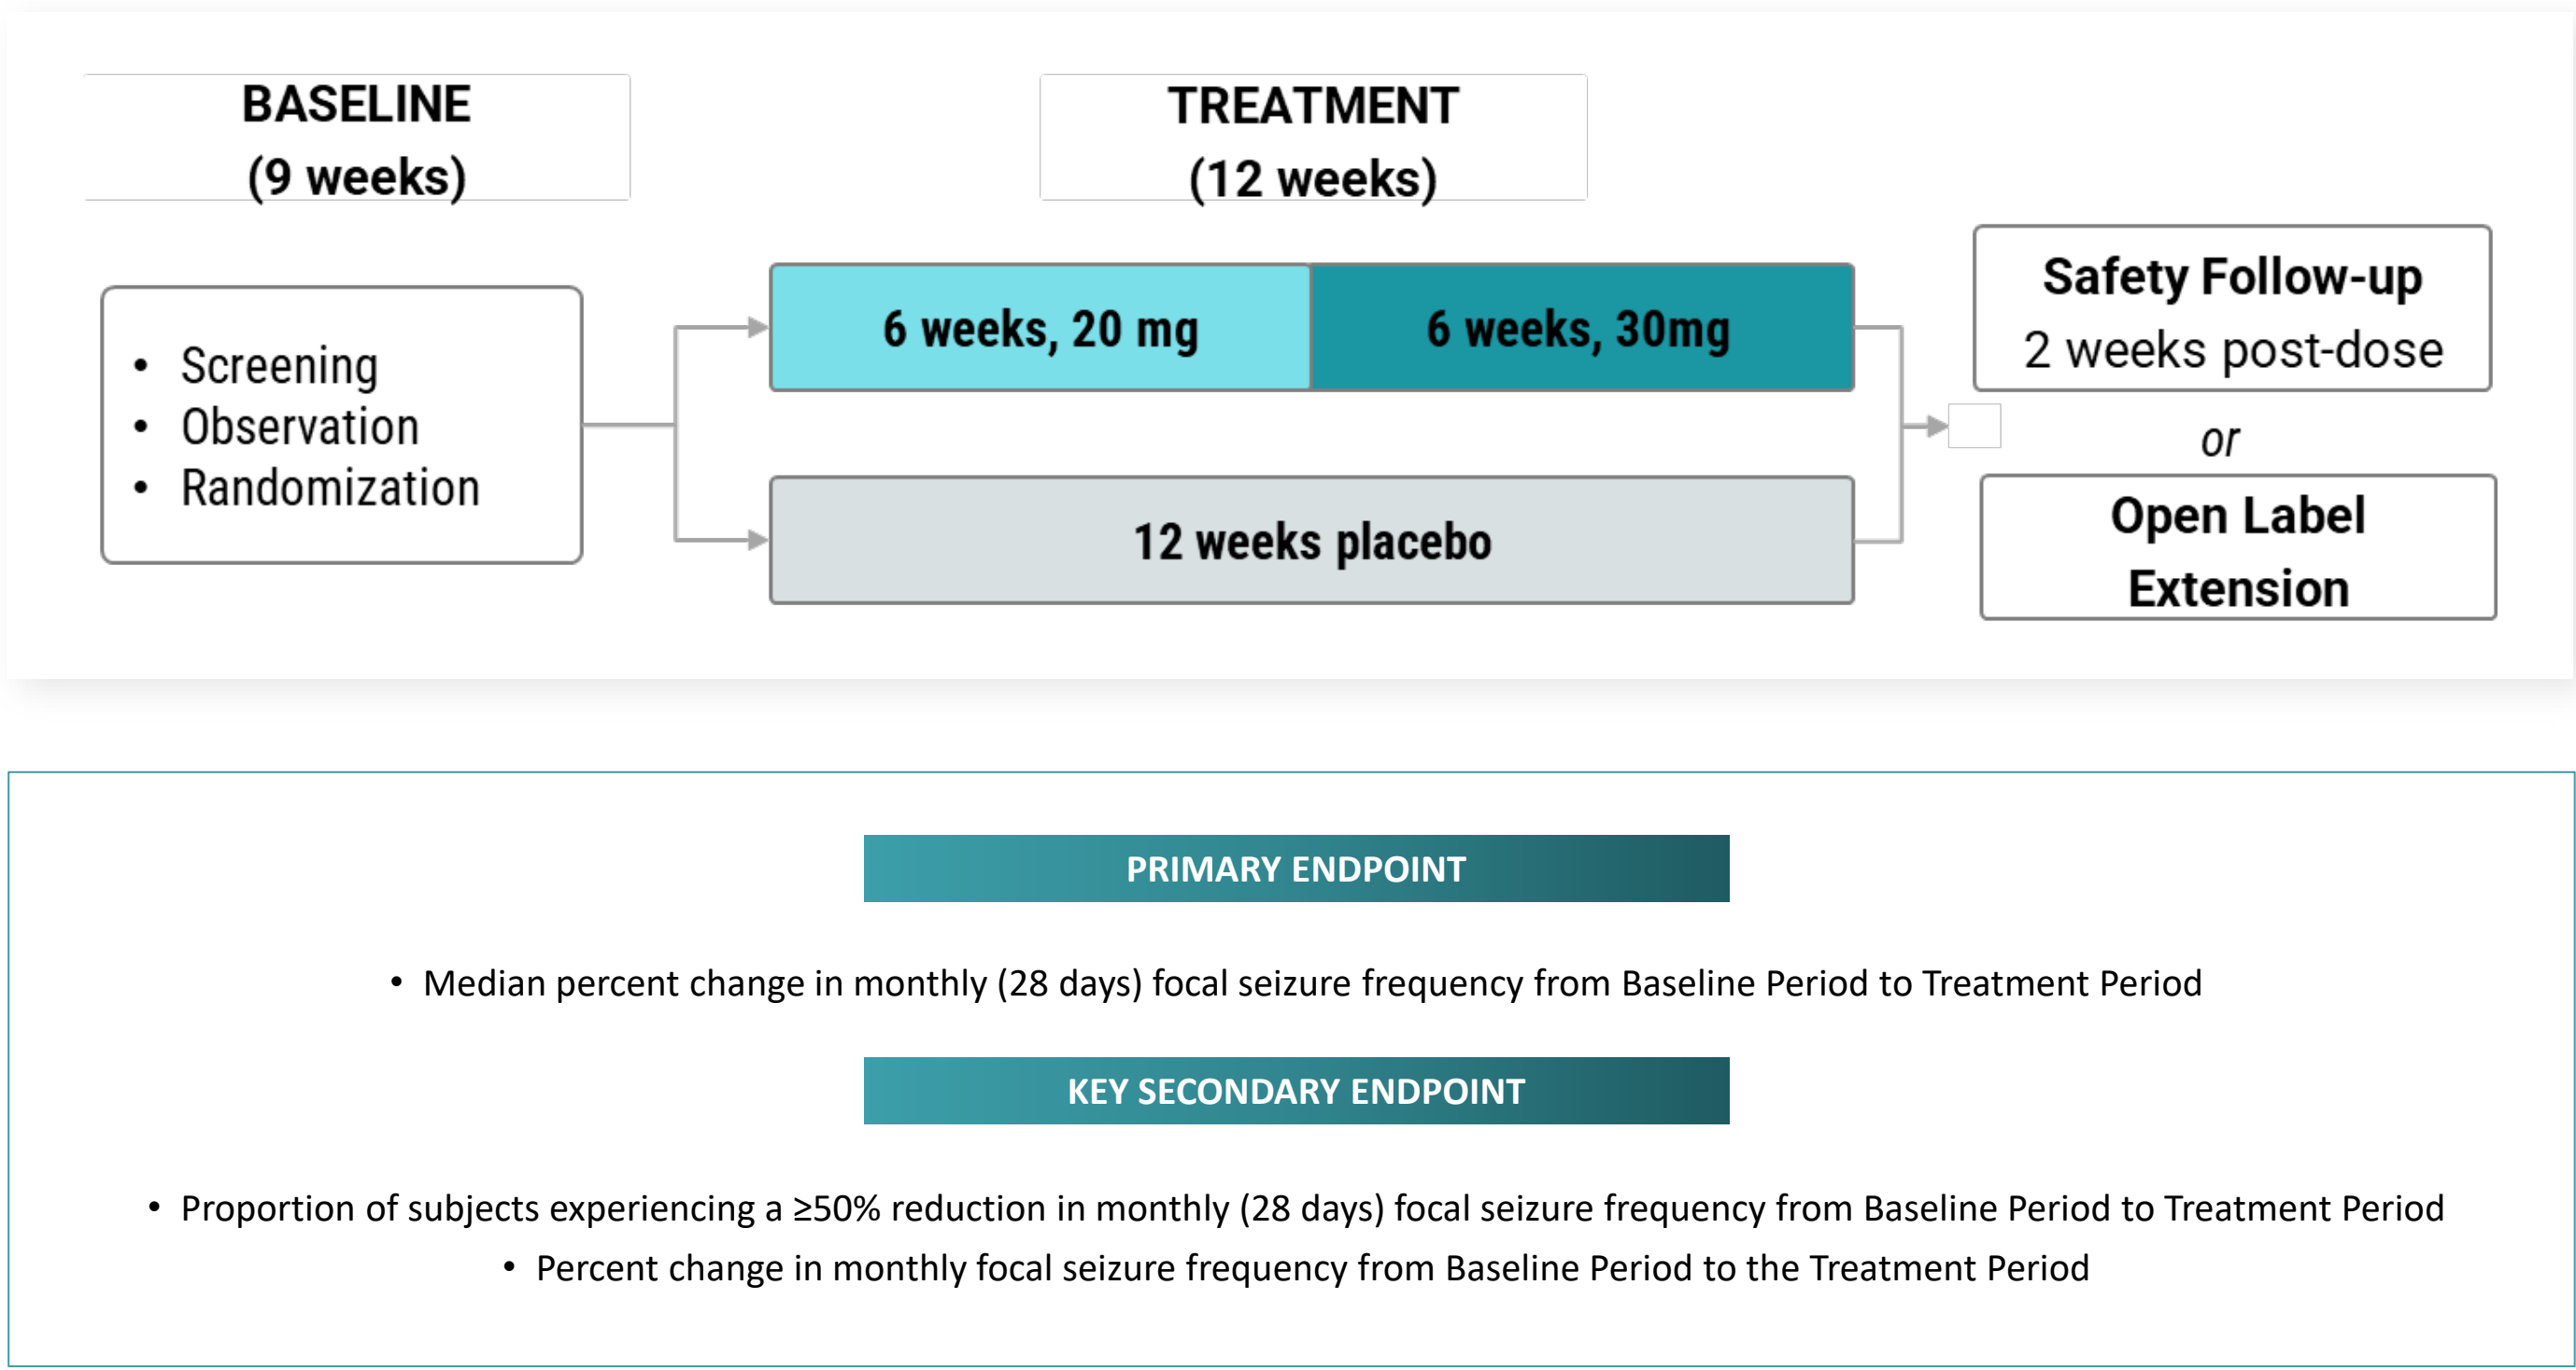 BASELINE
(9 weeks)
TREATMENT
(12 weeks)
• Screening
• Observation
• Randomization
6 weeks, 20 mg
6 weeks, 30mg
12 weeks placebo
Safety Follow-up
2 weeks post-dose
or
Open Label
Extension
PRIMARY ENDPOINT
• Median percent change in monthly (28 days) focal seizure frequency from Baseline Period to Treatment Period
KEY SECONDARY ENDPOINT
• Proportion of subjects experiencing a ≥50% reduction in monthly (28 days) focal seizure frequency from Baseline Period to Treatment Period
• Percent change in monthly focal seizure frequency from Baseline Period to the Treatment Period